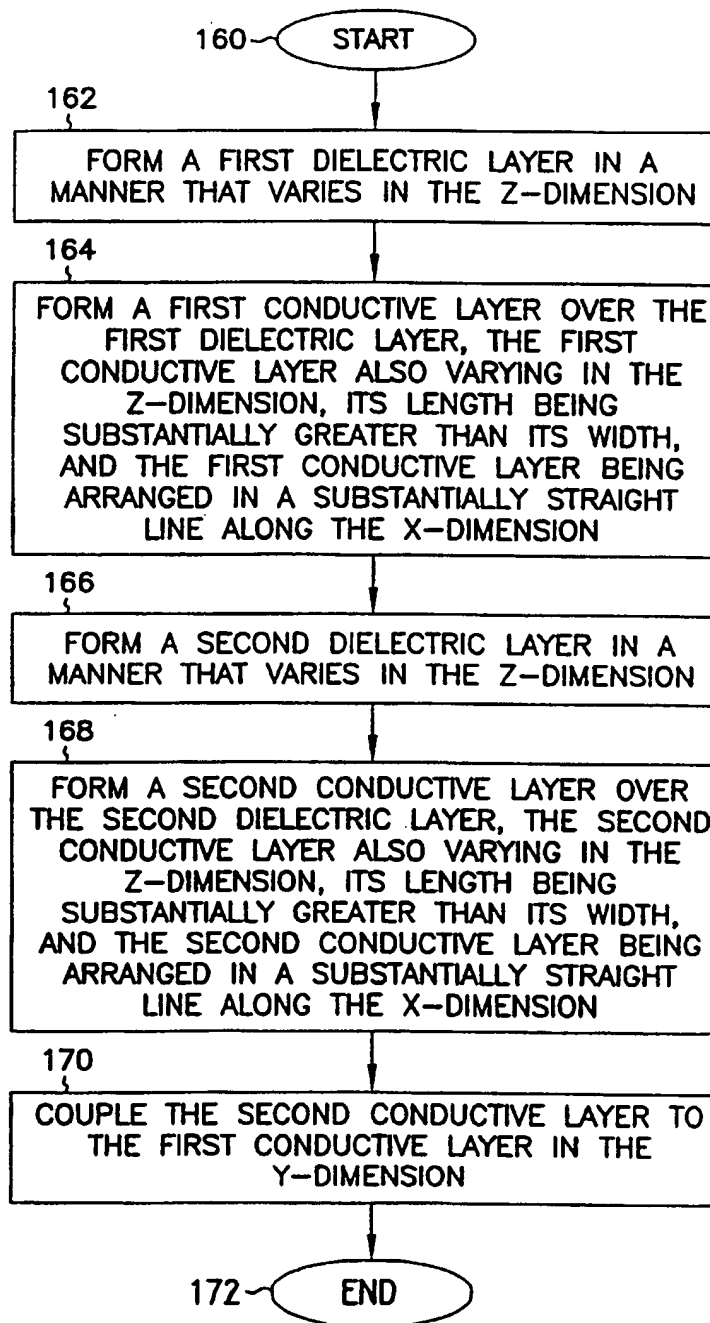 160
START
162
FORM A FIRST DIELECTRIC LAYER IN A
MANNER THAT VARIES IN THE Z-DIMENSION
164
FORM A FIRST CONDUCTIVE LAYER OVER THE
FIRST DIELECTRIC LAYER, THE FIRST
CONDUCTIVE LAYER ALSO VARYING IN THE
Z-DIMENSION, ITS LENGTH BEING
SUBSTANTIALLY GREATER THAN ITS WIDTH,
AND THE FIRST CONDUCTIVE LAYER BEING
ARRANGED IN A SUBSTANTIALLY STRAIGHT
LINE ALONG THE X-DIMENSION
166
FORM A SECOND DIELECTRIC LAYER IN A
MANNER THAT VARIES IN THE Z-DIMENSION
168
FORM A SECOND CONDUCTIVE LAYER OVER
THE SECOND DIELECTRIC LAYER, THE SECOND
CONDUCTIVE LAYER ALSO VARYING IN THE
Z-DIMENSION, ITS LENGTH BEING
SUBSTANTIALLY GREATER THAN ITS WIDTH,
AND THE SECOND CONDUCTIVE LAYER BEING
ARRANGED IN A SUBSTANTIALLY STRAIGHT
LINE ALONG THE X-DIMENSION
170
COUPLE THE SECOND CONDUCTIVE LAYER TO
THE FIRST CONDUCTIVE LAYER IN THE
Y-DIMENSION
172
END